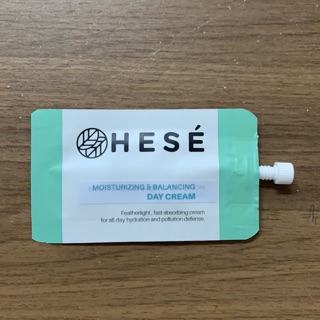 HESÉ
MOISTURIZING & BALANCING
DAY CREAM
Featherlight, fast absorbing cream
for all day hydration and pollution defense.